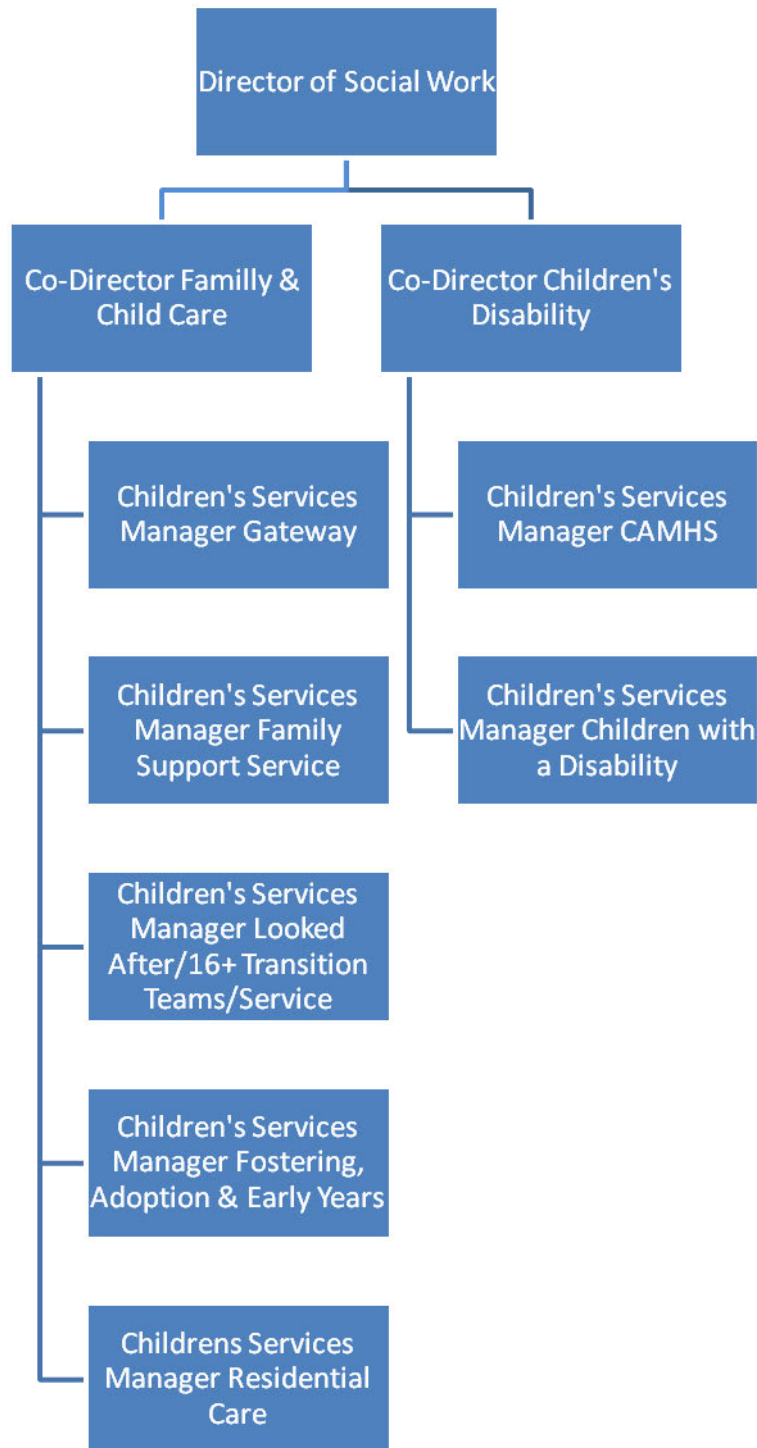 Director of Social Work
Co-Director Familly &
Child Care
Co-Director Children's
Disability
Children's Services
Manager Gateway
Children's Services
Manager CAMHS
Children's Services
Manager Family
Support Service
Children's Services
Manager Children with
a Disability
Children's Services
Manager Looked
After/16+ Transition
Teams/Service
Children's Services
Manager Fostering,
Adoption & Early Years
Childrens Services
Manager Residential
Care